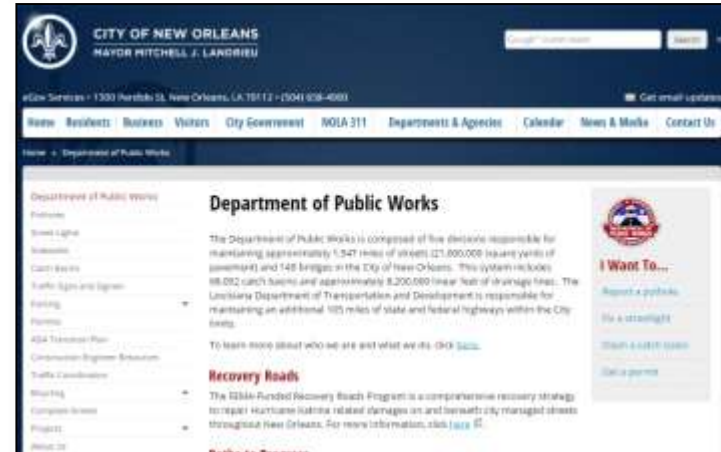 CITY OF NEW ORLEANS
MAYOR MITCHELL J. LANDRIEU
Search
eGov Services • 1300 Perdido St, New Orleans, LA 70112 • (504) 658-4000
Get email updates
Home Residents Business Visitors City Government NOLA 311 Departments & Agencies Calendar News & Media Contact Us
Home » Department of Public Works
Department of Public Works
Potholes
Street Lights
Sidewalks
Catch Basins
Traffic Signs and Signals
Parking
Permits
ADA Transition Plan
Construction Engineer Resources
Traffic Coordination
Bicycling
Complete Streets
Projects
About Us
Department of Public Works
The Department of Public Works is composed of five divisions responsible for
maintaining approximately 1,547 miles of streets (21,000,000 square yards of
pavement) and 149 bridges in the City of New Orleans. This system includes
catch basins and approximately 8,200,000 linear feet of drainage lines. The
Louisiana Department of Transportation and Development is responsible for
maintaining an additional 105 miles of state and federal highways within the City
limits.
To learn more about who we are and what we do, click here.
Recovery Roads
The FEMA-Funded Recovery Roads Program is a comprehensive recovery strategy
to repair Hurricane Katrina related damages on and beneath city managed streets
throughout New Orleans. For more information, click here
Paths to Progress
I Want To...
Report a pothole
Fix a streetlight
Clean a catch basin
Get a permit